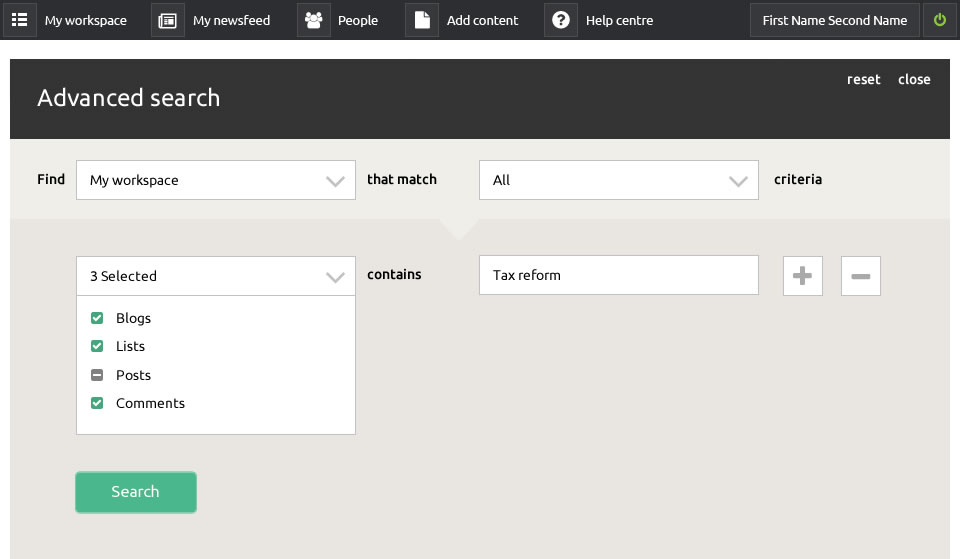 My workspace My newsfeed People Add content Help centre First Name Second Name
reset close
Advanced search
Find My workspace that match All criteria
3 Selected contains Tax reform
Blogs
Lists
Posts
Comments
Search